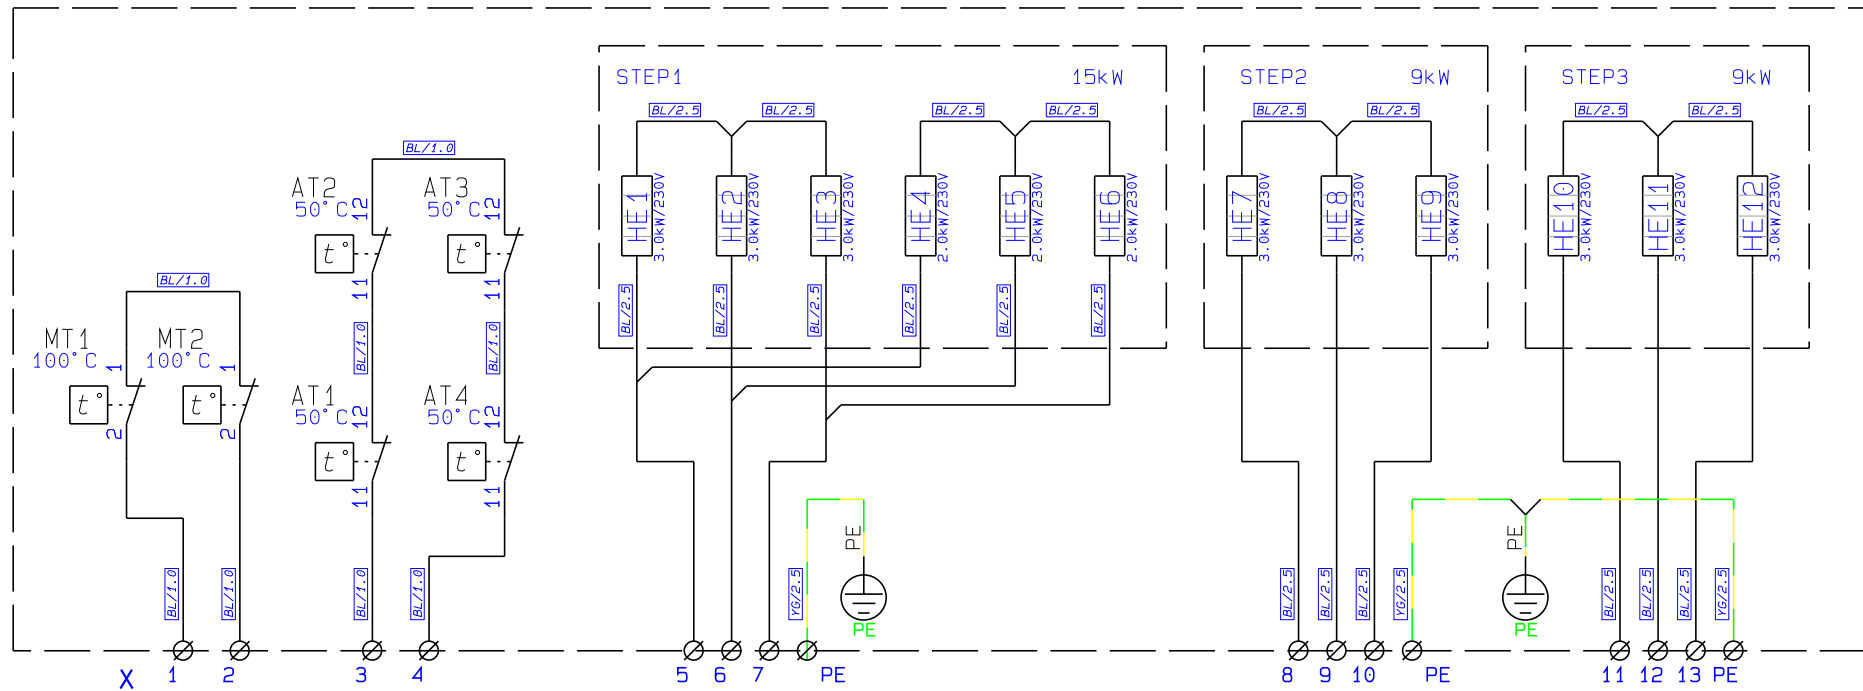 STEP1 15kW STEP2 9kW STEP3 9kW
BL/2.5 BL/2.5 BL/2.5 BL/2.5 BL/2.5 BL/2.5 BL/2.5 BL/2.5
BL/1.0
AT2 AT3
50°C 12 50°C 12
HE1 3.0kW/230V HE2 3.0kW/230V HE3 3.0kW/230V HE4 2.0kW/230V HE5 2.0kW/230V HE6 2.0kW/230V HE7 3.0kW/230V HE8 3.0kW/230V HE9 3.0kW/230V HE10 3.0kW/230V HE11 3.0kW/230V HE12 3.0kW/230V
t° t°
11 11
BL/1.0
BL/2.5 BL/2.5 BL/2.5 BL/2.5 BL/2.5 BL/2.5
MT1 MT2
100°C 1 100°C 1
BL/1.0 BL/1.0
t° t°
2 2
AT1 AT4
50°C 12 50°C 12
t° t°
11 11
PE PE
BL/1.0 BL/1.0 BL/1.0 BL/1.0 YG/2.5 BL/2.5 BL/2.5 BL/2.5 YG/2.5 BL/2.5 BL/2.5 BL/2.5 YG/2.5
PE PE
X 1 2 3 4 5 6 7 PE 8 9 10 PE 11 12 13 PE